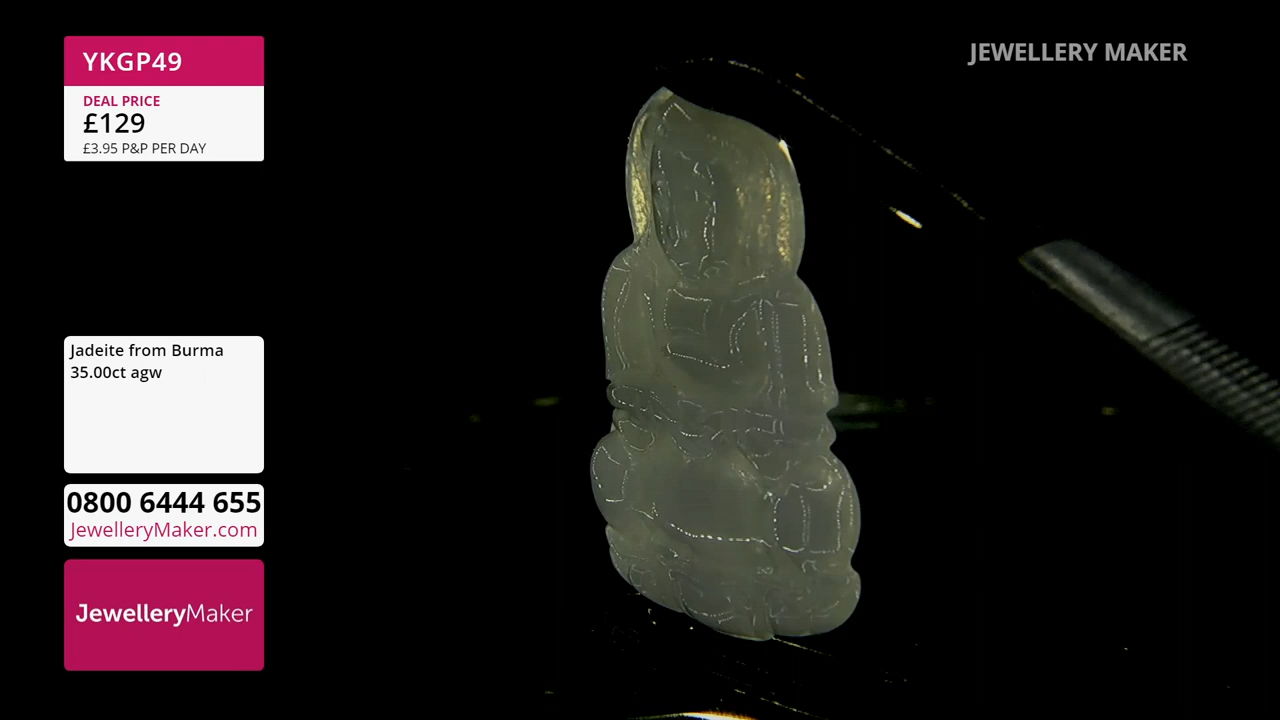 YKGP49
DEAL PRICE
£129
£3.95 P&P PER DAY
JEWELLERY MAKER
Jadeite from Burma
35.00ct agw
0800 6444 655
JewelleryMaker.com
JewelleryMaker